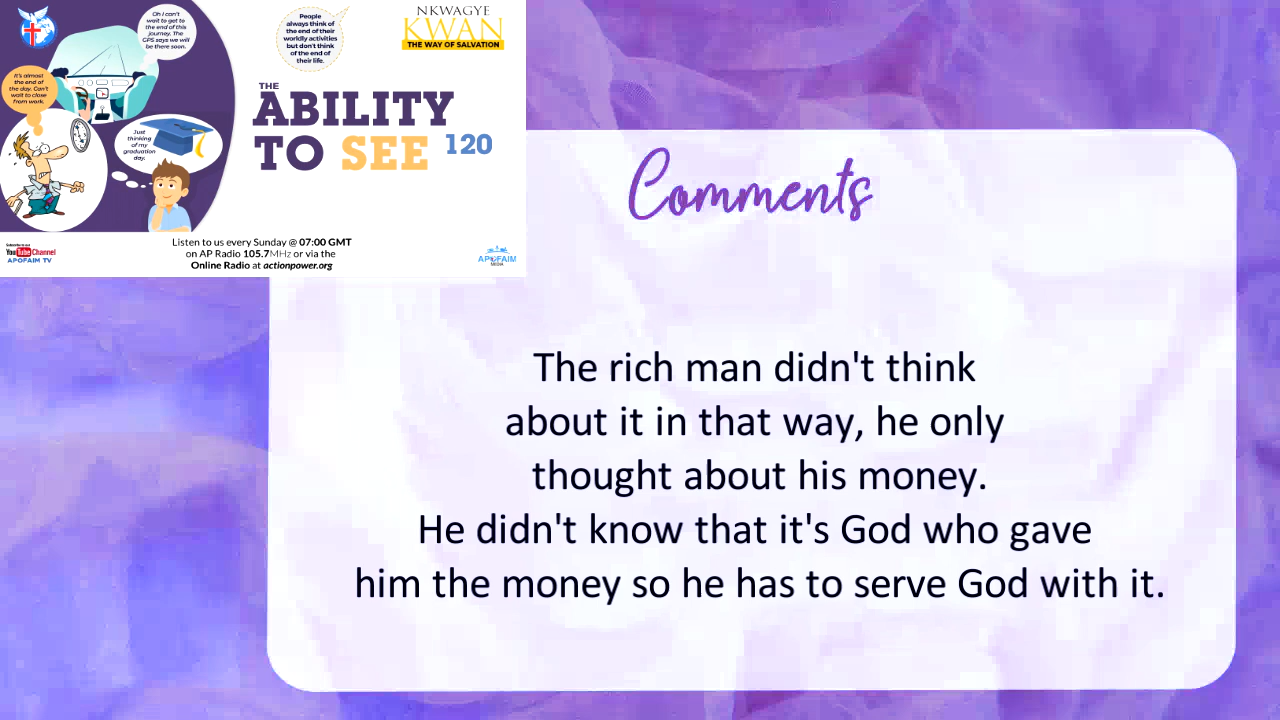 Oh I can't
wait to get to
the end of this
journey. The
GPS says we will
be there soon.
It's almost
the end of
the day. Can't
wait to close
from work.
Just
thinking
of my
graduation
day.
People
always think of
the end of their
worldly activities
but don't think
of the end of
their life.
NKWAGYE
KWAN
THE WAY OF SALVATION
THE
ABILITY
TO SEE 120
Listen to us every Sunday @ 07:00 GMT
on AP Radio 105.7MHz or via the
Online Radio at actionpower.org
YouTube Channel
APOFAIM TV
APOFAIM
MEDIA
Comments
The rich man didn't think
about it in that way, he only
thought about his money.
He didn't know that it's God who gave
him the money so he has to serve God with it.